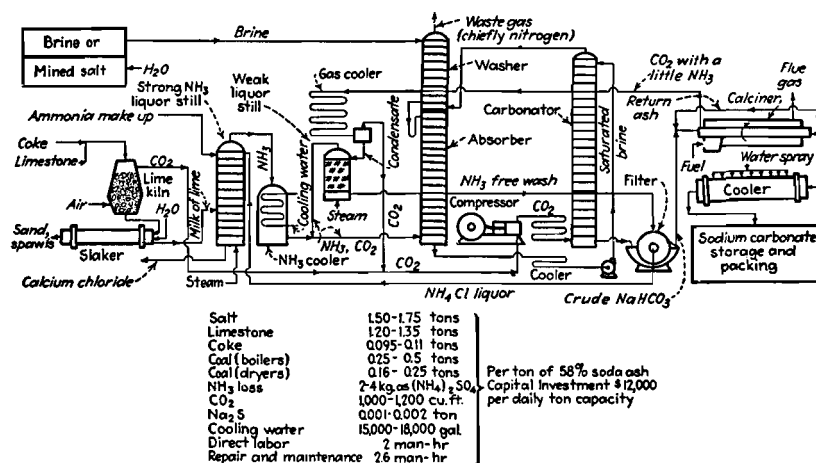 Brine or
Mined salt
H₂O
Brine
Waste gas
(chiefly nitrogen)
Washer
Strong NH₃
liquor still
Weak
liquor
still
Gas cooler
Condensate
Carbonator
Saturated
brine
CO₂ with a
little NH₃
Return
ash
Calciner
Flue
gas
Ammonia make up
Coke
Limestone
CO₂
Lime
kiln
Air
H₂O
Milk of lime
NH₃
Cooling water
Steam
Absorber
CO₂
NH₃ free wash
Compressor
CO₂
Filter
Fuel
Water spray
Cooler
Sand,
spawls
Slaker
Calcium chloride
Steam
NH₃ cooler
NH₃, CO₂
CO₂
Cooler
NH₄Cl liquor
Crude NaHCO₃
Sodium carbonate
storage and
packing
Salt 1.50-1.75 tons
Limestone 1.20-1.35 tons
Coke 0.095-0.11 tons
Coal (boilers) 0.25-0.5 tons
Coal (dryers) 0.16-0.25 tons
NH₃ loss 2-4 kg. as (NH₄)₂SO₄
CO₂ 1,000-1,200 cu. ft.
Na₂S 0.001-0.002 ton
Cooling water 15,000-18,000 gal.
Direct labor 2 man-hr
Repair and maintenance 2.6 man-hr
Per ton of 58% soda ash
Capital Investment $12,000
per daily ton capacity